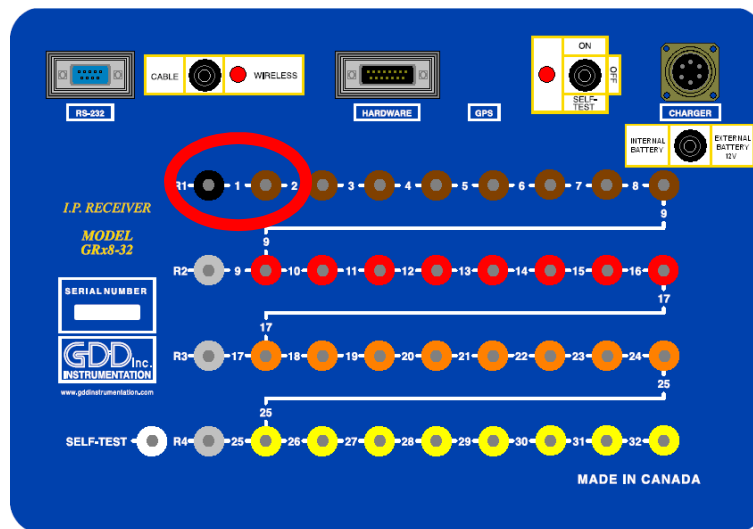 ON
OFF
SELF-
TEST
CABLE
WIRELESS
RS-232
HARDWARE
GPS
CHARGER
INTERNAL
BATTERY
EXTERNAL
BATTERY
12V
R1 1 2 3 4 5 6 7 8
9
I.P. RECEIVER
MODEL
GRx8-32
9
R2 9 10 11 12 13 14 15 16
17
SERIAL NUMBER
17
R3 17 18 19 20 21 22 23 24
25
GDD Inc.
INSTRUMENTATION
www.gddinstrumentation.com
25
SELF-TEST R4 25 26 27 28 29 30 31 32
MADE IN CANADA